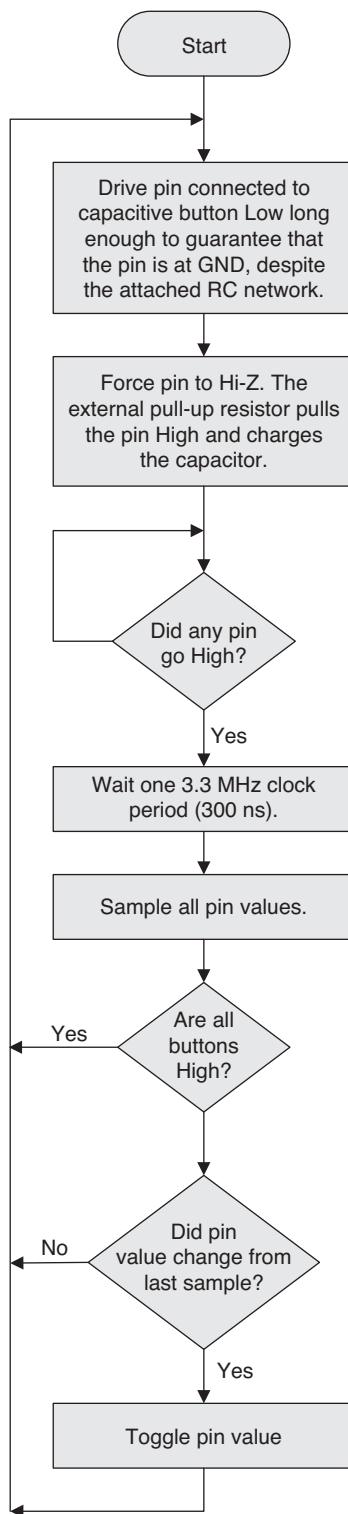 Start
Drive pin connected to
capacitive button Low long
enough to guarantee that
the pin is at GND, despite
the attached RC network.
Force pin to Hi-Z. The
external pull-up resistor pulls
the pin High and charges
the capacitor.
Did any pin
go High?
Yes
Wait one 3.3 MHz clock
period (300 ns).
Sample all pin values.
Are all
buttons
High?
Yes
Did pin
value change from
last sample?
No
Yes
Toggle pin value